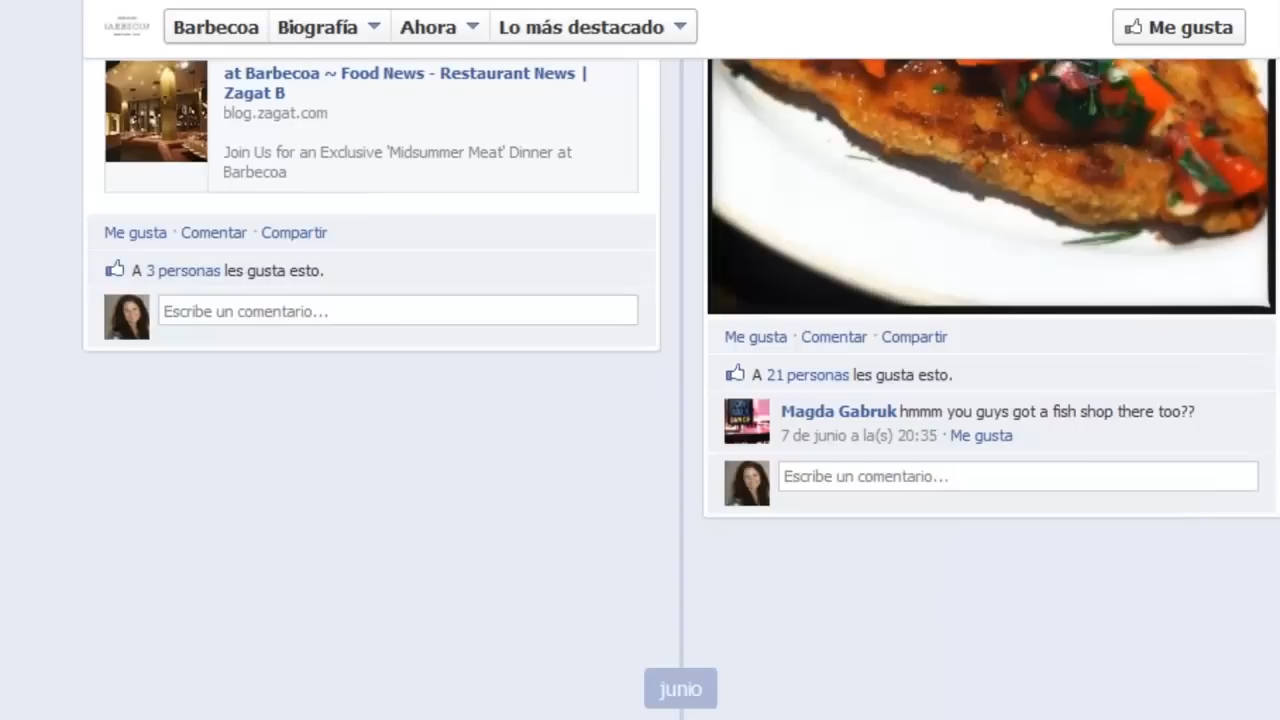 BARBECOA
Barbecoa
Biografía
Ahora
Lo más destacado
Me gusta
at Barbecoa ~ Food News - Restaurant News |
Zagat B
blog.zagat.com
Join Us for an Exclusive 'Midsummer Meat' Dinner at
Barbecoa
Me gusta · Comentar · Compartir
A 3 personas les gusta esto.
Escribe un comentario...
Me gusta · Comentar · Compartir
A 21 personas les gusta esto.
Magda Gabruk hmmm you guys got a fish shop there too??
7 de junio a la(s) 20:35 · Me gusta
Escribe un comentario...
junio